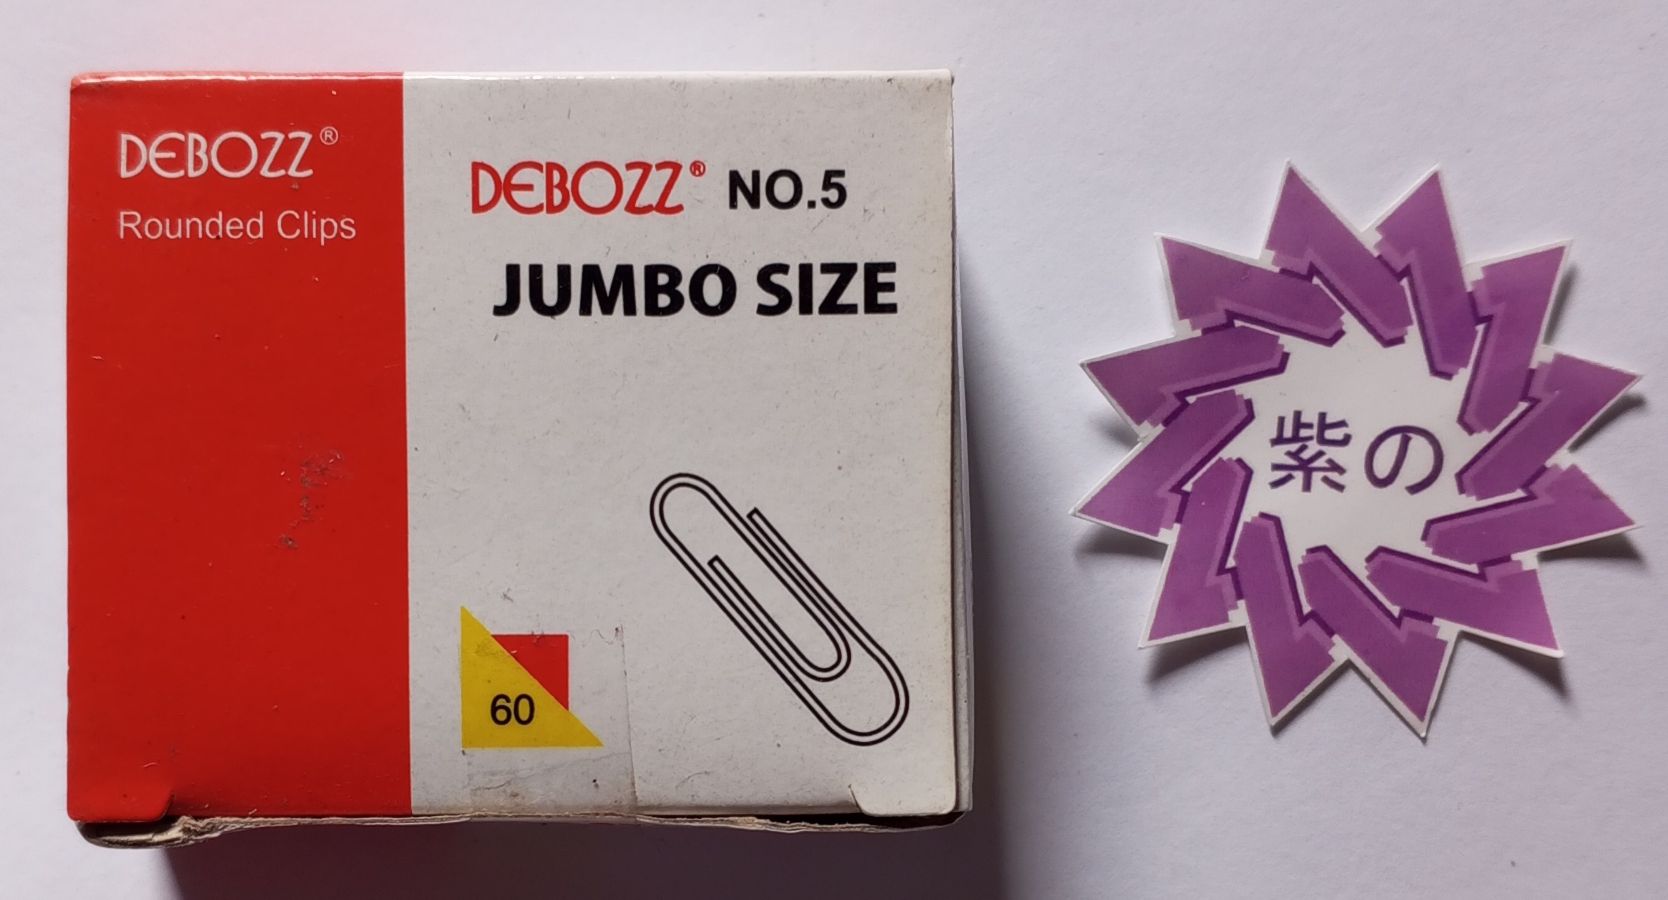 DEBOZZ®
Rounded Clips
DEBOZZ® NO.5
JUMBO SIZE
60
紫の